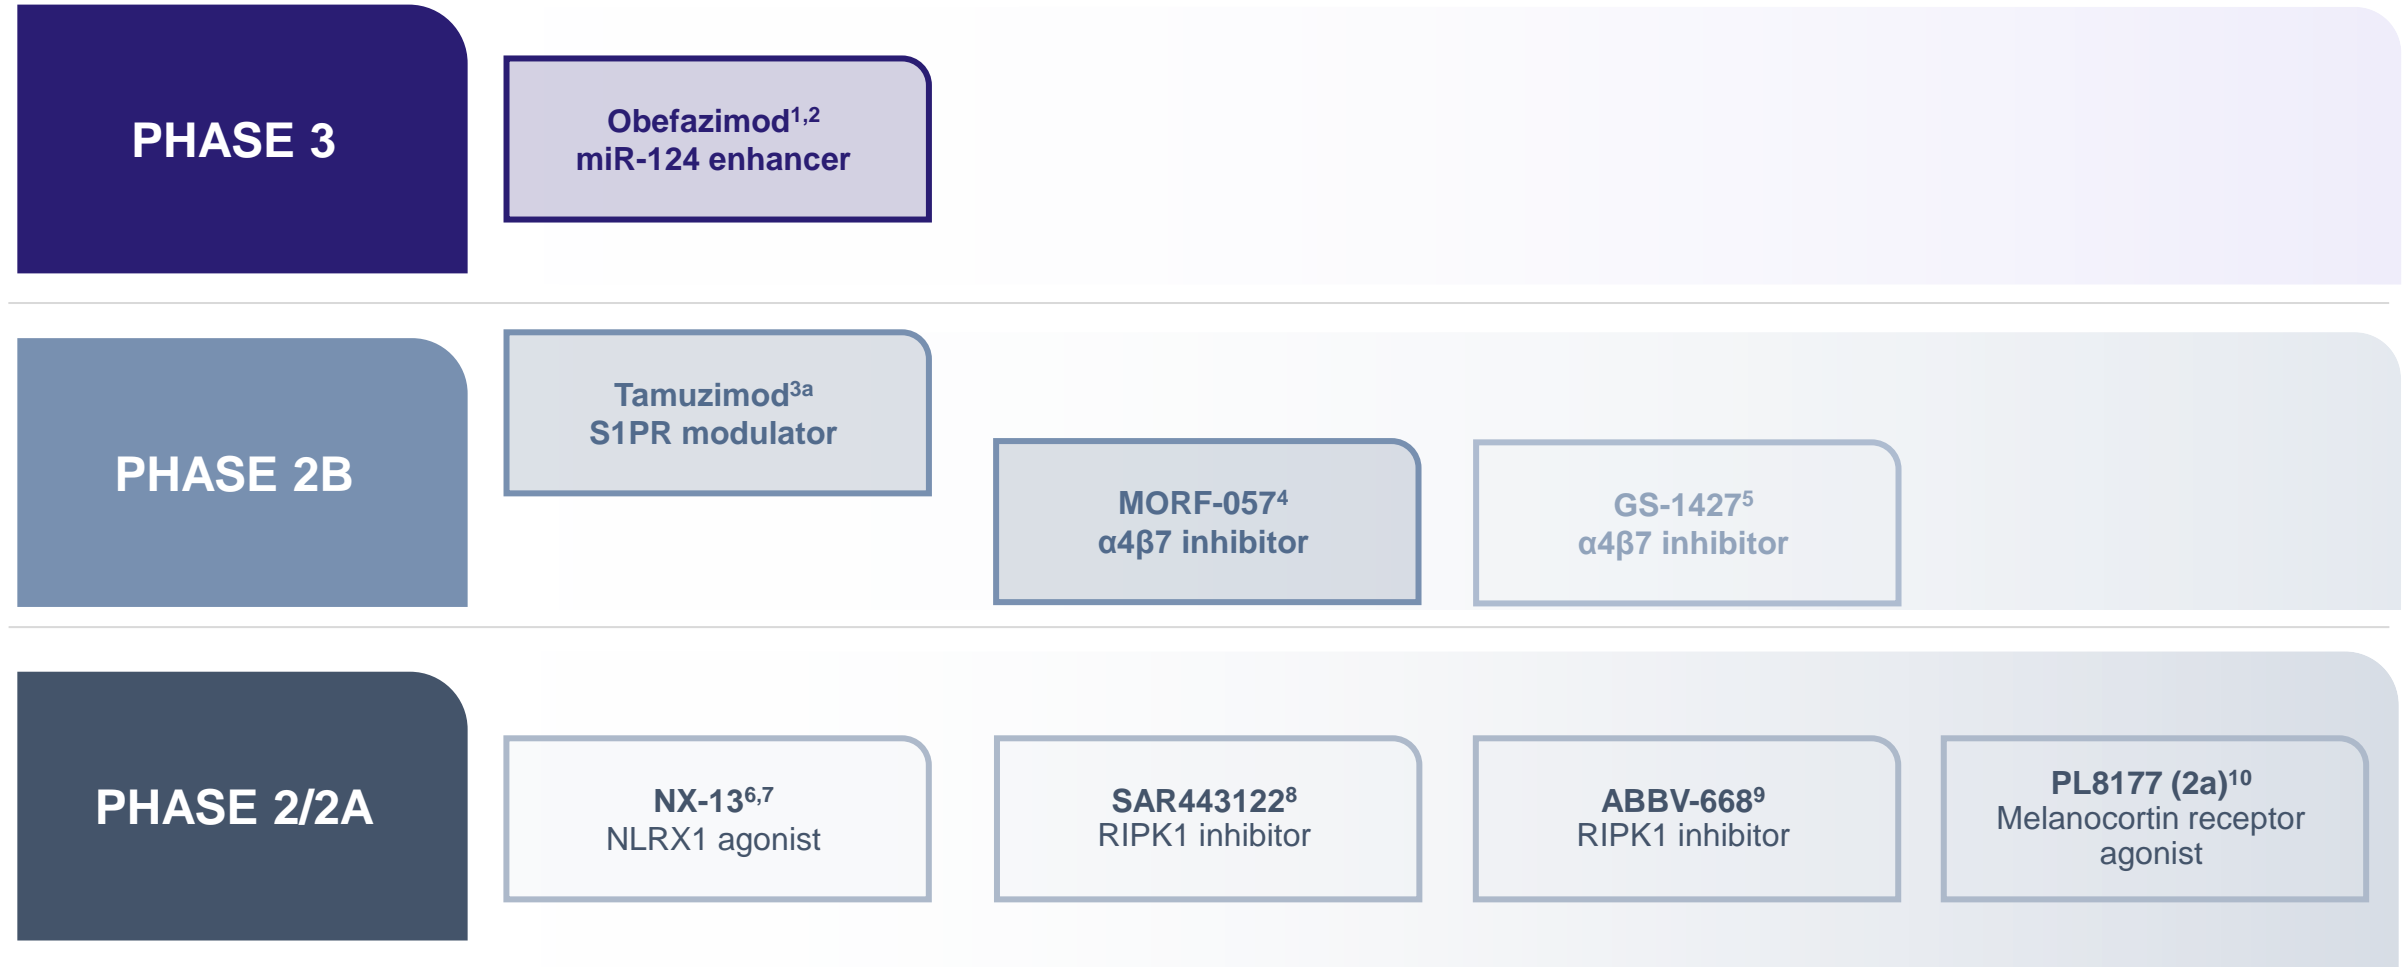 PHASE 3
Obefazimod1,2
miR-124 enhancer
PHASE 2B
Tamuzimod3a
S1PR modulator
MORF-0574
α4β7 inhibitor
GS-14275
α4β7 inhibitor
PHASE 2/2A
NX-136,7
NLRX1 agonist
SAR4431228
RIPK1 inhibitor
ABBV-6689
RIPK1 inhibitor
PL8177 (2a)10
Melanocortin receptor
agonist